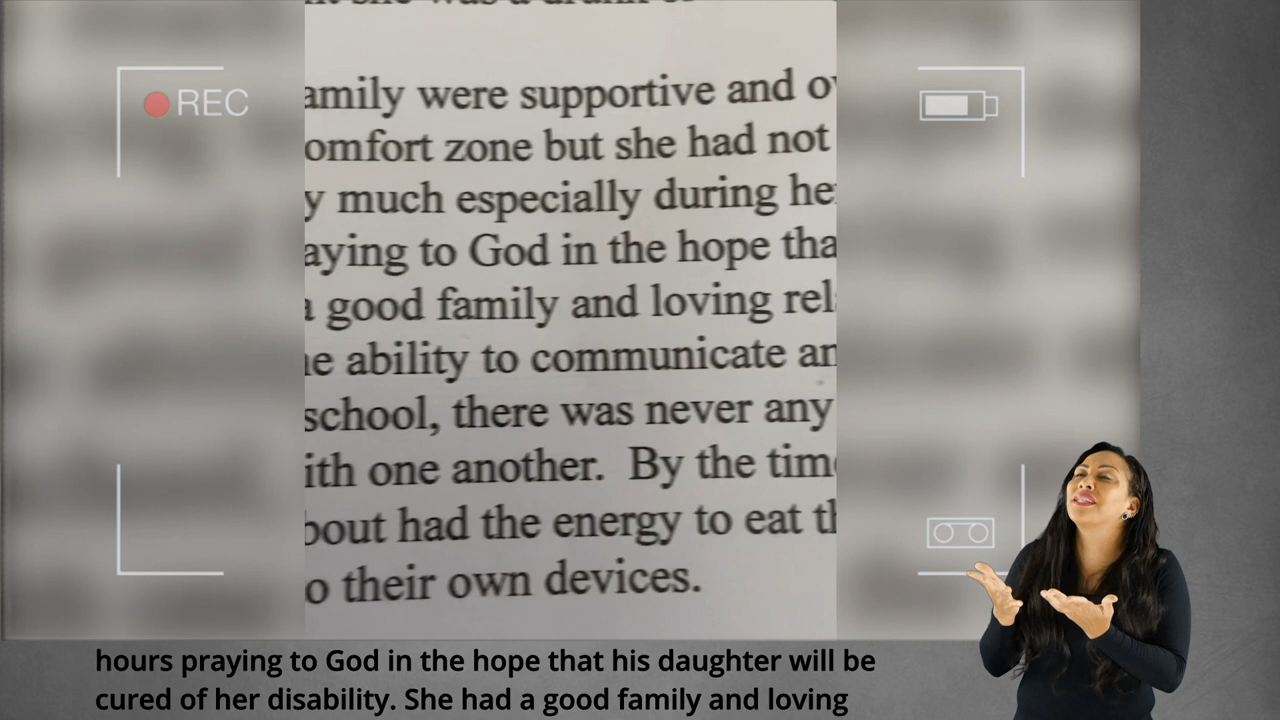 REC
amily were supportive and
omfort zone but she had not
y much especially during he
aying to God in the hope tha
a good family and loving rel
e ability to communicate an
school, there was never any
ith one another. By the tim
bout had the energy to eat th
o their own devices.
hours praying to God in the hope that his daughter will be
cured of her disability. She had a good family and loving